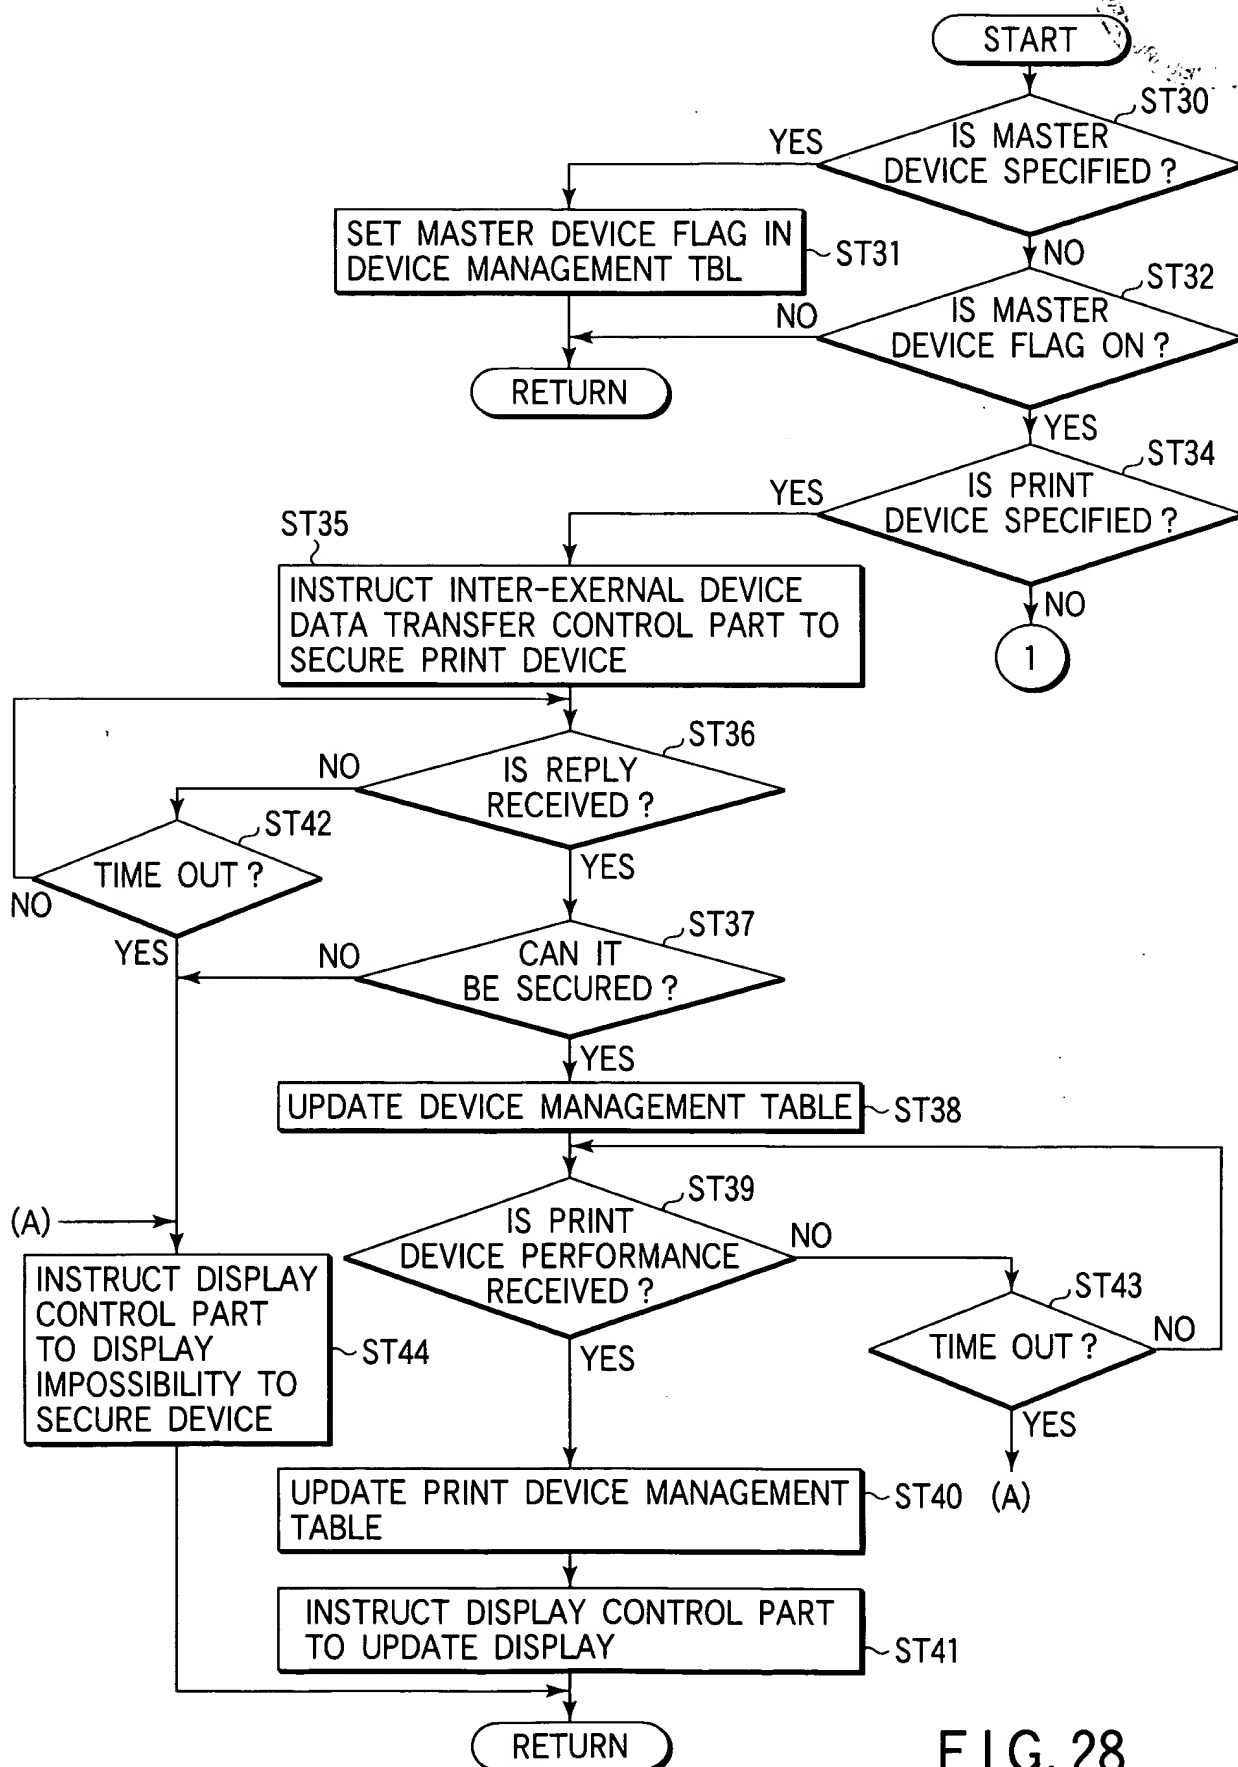 START
ST30
IS MASTER
DEVICE SPECIFIED?
YES
NO
SET MASTER DEVICE FLAG IN
DEVICE MANAGEMENT TBL
ST31
ST32
IS MASTER
DEVICE FLAG ON?
NO
YES
RETURN
ST34
IS PRINT
DEVICE SPECIFIED?
YES
NO
1
ST35
INSTRUCT INTER-EXERNAL DEVICE
DATA TRANSFER CONTROL PART TO
SECURE PRINT DEVICE
ST36
IS REPLY
RECEIVED?
NO
YES
ST42
TIME OUT?
NO
YES
ST37
CAN IT
BE SECURED?
NO
YES
UPDATE DEVICE MANAGEMENT TABLE
ST38
ST39
IS PRINT
DEVICE PERFORMANCE
RECEIVED?
NO
YES
(A)
INSTRUCT DISPLAY
CONTROL PART
TO DISPLAY
IMPOSSIBILITY TO
SECURE DEVICE
ST44
ST43
TIME OUT?
NO
YES
(A)
UPDATE PRINT DEVICE MANAGEMENT
TABLE
ST40
INSTRUCT DISPLAY CONTROL PART
TO UPDATE DISPLAY
ST41
RETURN
FIG. 28